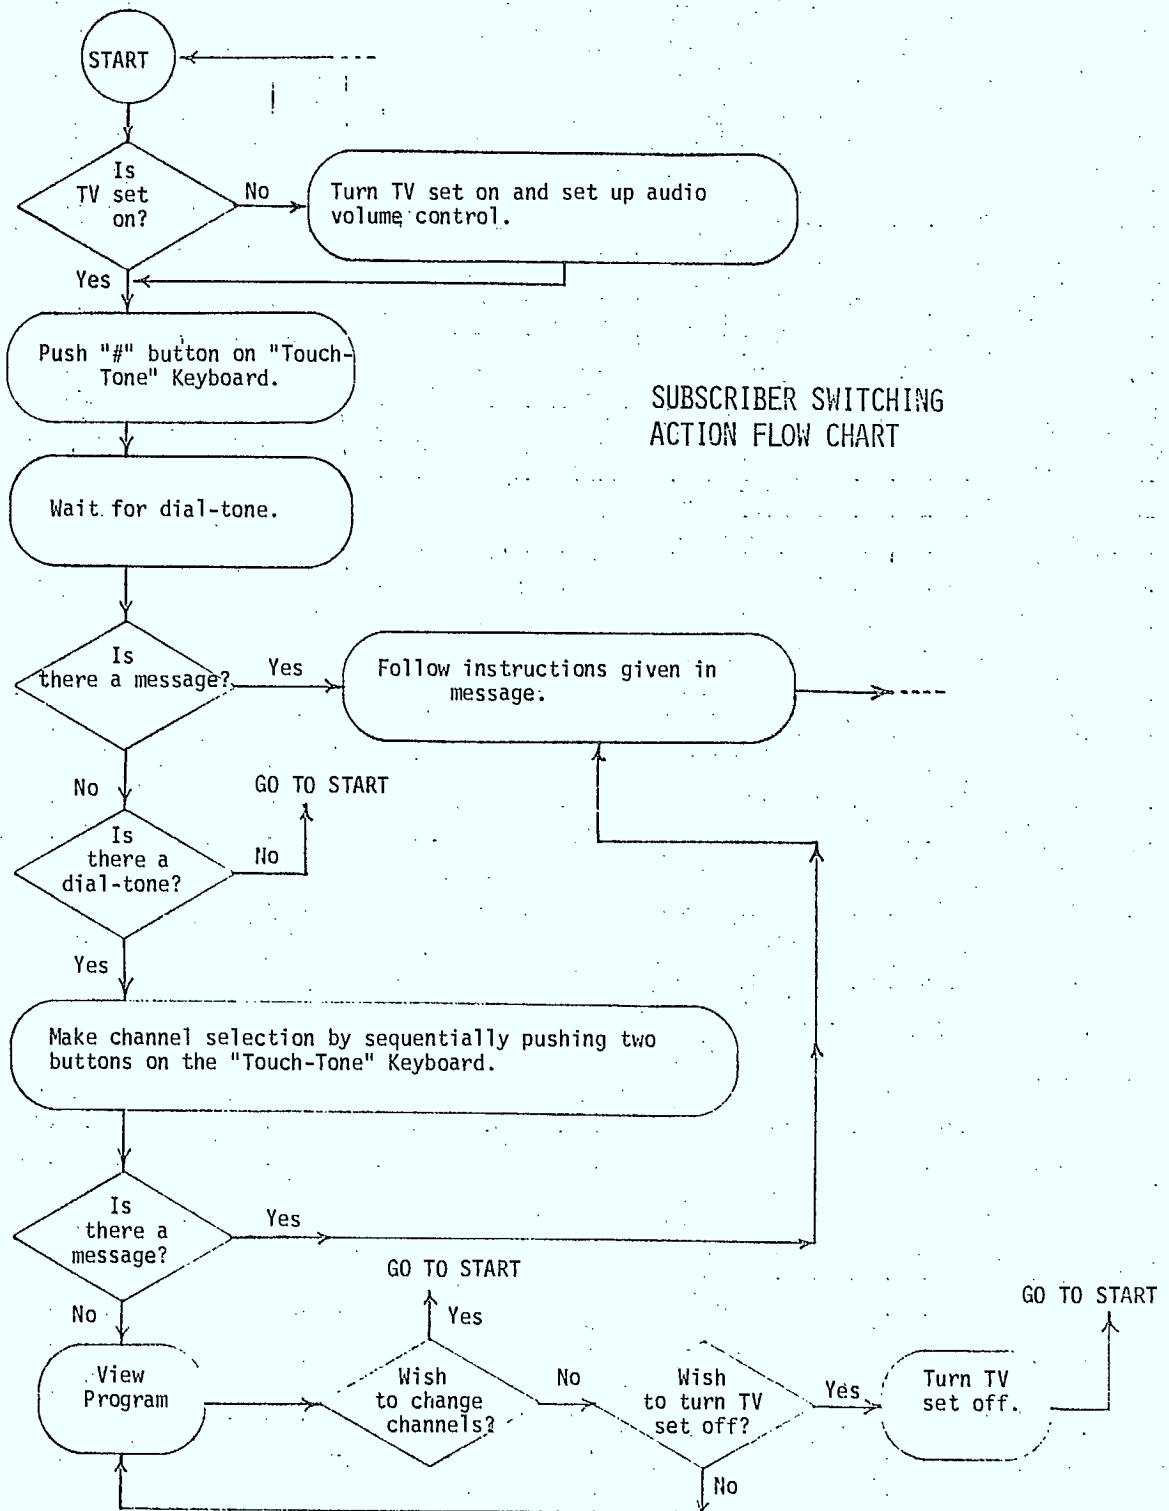 START
Is
TV set
on?
No
Turn TV set on and set up audio
volume control.
Yes
Push "#" button on "Touch-
Tone" Keyboard.
SUBSCRIBER SWITCHING
ACTION FLOW CHART
Wait for dial-tone.
Is
there a message?
Yes
Follow instructions given in
message.
No
GO TO START
Is
there a
dial-tone?
No
Yes
Make channel selection by sequentially pushing two
buttons on the "Touch-Tone" Keyboard.
Is
there a
message?
Yes
No
GO TO START
Yes
GO TO START
View
Program
Wish
to change
channels?
No
Wish
to turn TV
set off?
Yes
Turn TV
set off.
No